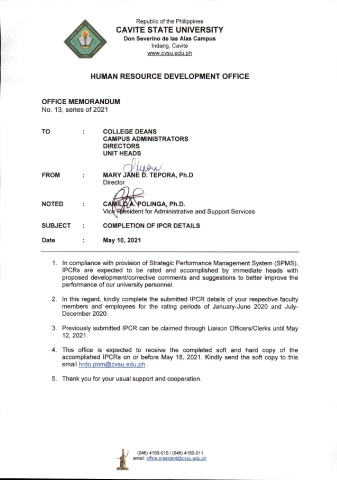 Republic of the Philippines
CAVITE STATE UNIVERSITY
Don Severino de las Alas Campus
Indang, Cavite
www.cvsu.edu.ph
HUMAN RESOURCE DEVELOPMENT OFFICE
OFFICE MEMORANDUM
No. 13, series of 2021
TO : COLLEGE DEANS
CAMPUS ADMINISTRATORS
DIRECTORS
UNIT HEADS
FROM : MARY JANE D. TEPORA, Ph.D
Director
NOTED : CAMILO A. POLINGA, Ph.D.
Vice President for Administrative and Support Services
SUBJECT : COMPLETION OF IPCR DETAILS
Date : May 10, 2021
1. In compliance with provision of Strategic Performance Management System (SPMS),
IPCRs are expected to be rated and accomplished by immediate heads with
proposed development/corrective comments and suggestions to better improve the
performance of our university personnel.
2. In this regard, kindly complete the submitted IPCR details of your respective faculty
members and employees for the rating periods of January-June 2020 and July-
December 2020.
3. Previously submitted IPCR can be claimed through Liaison Officers/Clerks until May
12, 2021.
4. This office is expected to receive the completed soft and hard copy of the
accomplished IPCRs on or before May 18, 2021. Kindly send the soft copy to this
email hrdo.pnm@cvsu.edu.ph .
5. Thank you for your usual support and cooperation.
(046) 4150-010 / (046) 4150-011
email: office.president@cvsu.edu.ph